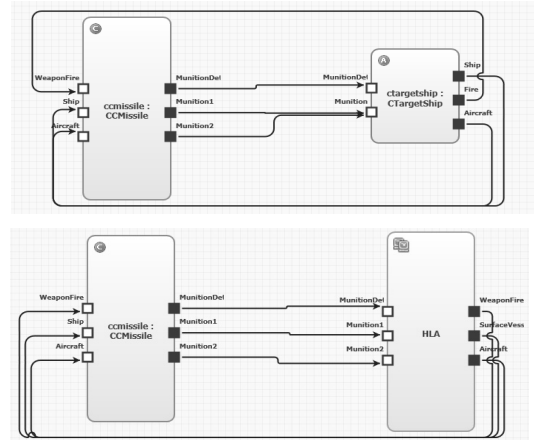 C
A
WeaponFire
MunitionDel
MunitionDel
Ship
Ship
ccmissile :
CCMissile
Munition1
Munition
ctargetship :
CTargetShip
Fire
Aircraft
Munition2
Aircraft
C
WeaponFire
MunitionDel
MunitionDel
WeaponFire
Ship
ccmissile :
CCMissile
Munition1
Munition1
HLA
SurfaceVess
Aircraft
Munition2
Munition2
Aircraft